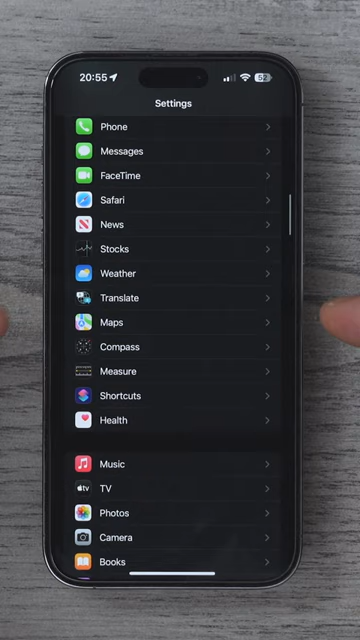 20:55
52
Settings
Phone
Messages
FaceTime
Safari
News
Stocks
Weather
Translate
Maps
Compass
Measure
Shortcuts
Health
Music
tv
TV
Photos
Camera
Books